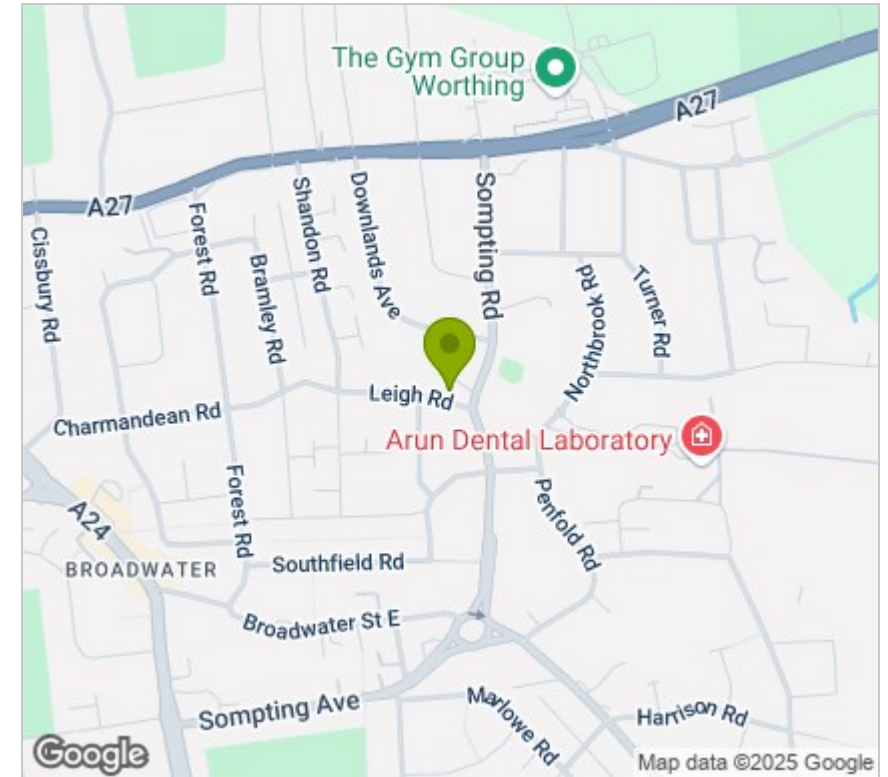 The Gym Group
Worthing
A27
A27
Cissbury Rd
Forest Rd
Shandon Rd
Downlands Ave
Sompting Rd
Bramley Rd
Northbrook Rd
Turner Rd
Leigh Rd
Charmandean Rd
Arun Dental Laboratory
Forest Rd
Penfold Rd
A24
BROADWATER
Southfield Rd
Broadwater St E
Sompting Ave
Marlowe Rd
Harrison Rd
Google
Map data ©2025 Google